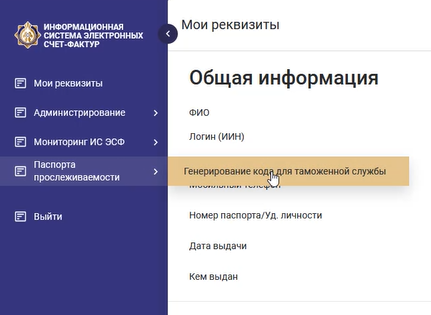 ИНФОРМАЦИОННАЯ
СИСТЕМА ЭЛЕКТРОННЫХ
СЧЕТ-ФАКТУР
Мои реквизиты
Администрирование
Мониторинг ИС ЭСФ
Паспорта
прослеживаемости
Выйти
Мои реквизиты
Общая информация
ФИО
Логин (ИИН)
Генерирование кода для таможенной службы
Мобильный телефон
Номер паспорта/Уд. личности
Дата выдачи
Кем выдан